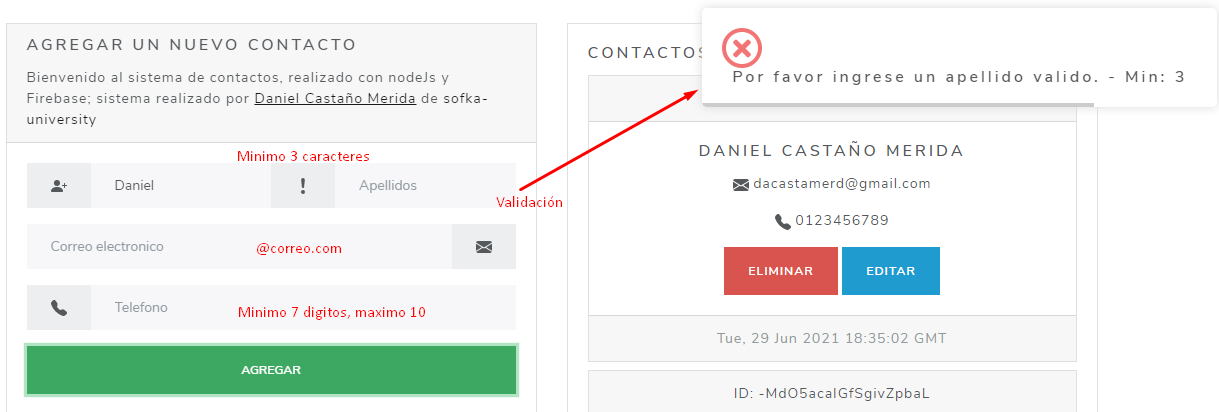 AGREGAR UN NUEVO CONTACTO
Bienvenido al sistema de contactos, realizado con nodeJs y
Firebase; sistema realizado por Daniel Castaño Merida de sofka-
university
Minimo 3 caracteres
Daniel
Apellidos
Validación
Correo electronico
@correo.com
Telefono
Minimo 7 digitos, maximo 10
AGREGAR
CONTACTOS
Por favor ingrese un apellido valido. - Min: 3
DANIEL CASTAÑO MERIDA
dacastamerd@gmail.com
0123456789
ELIMINAR
EDITAR
Tue, 29 Jun 2021 18:35:02 GMT
ID: -MdO5acaIGfSgivZpbaL